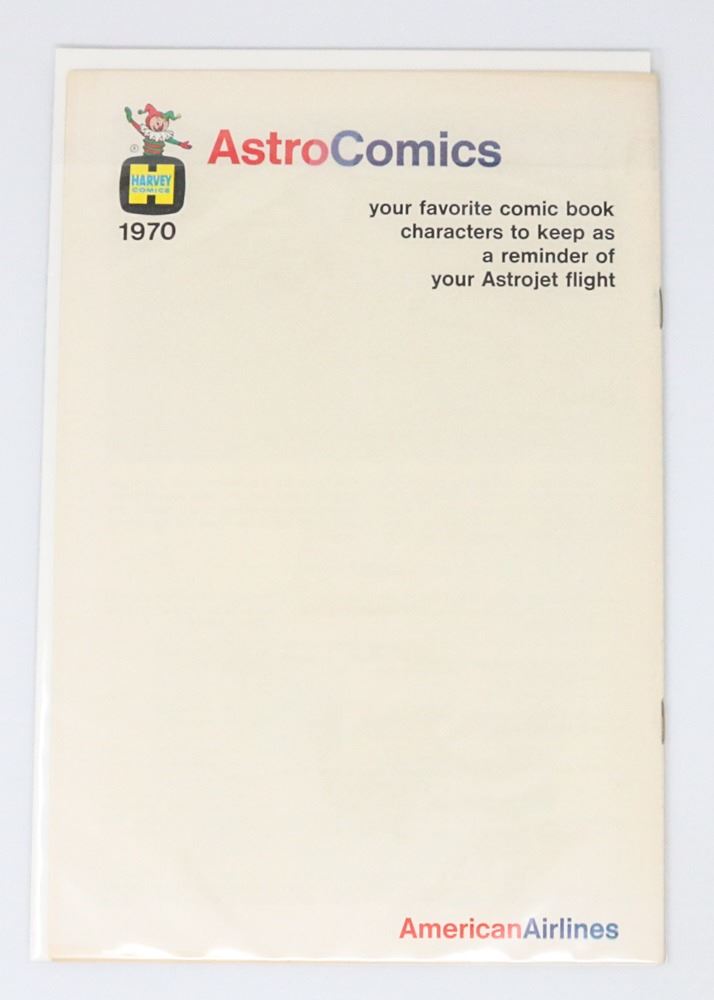 AstroComics
®
HARVEY
COMICS
1970
your favorite comic book
characters to keep as
a reminder of
your Astrojet flight
AmericanAirlines